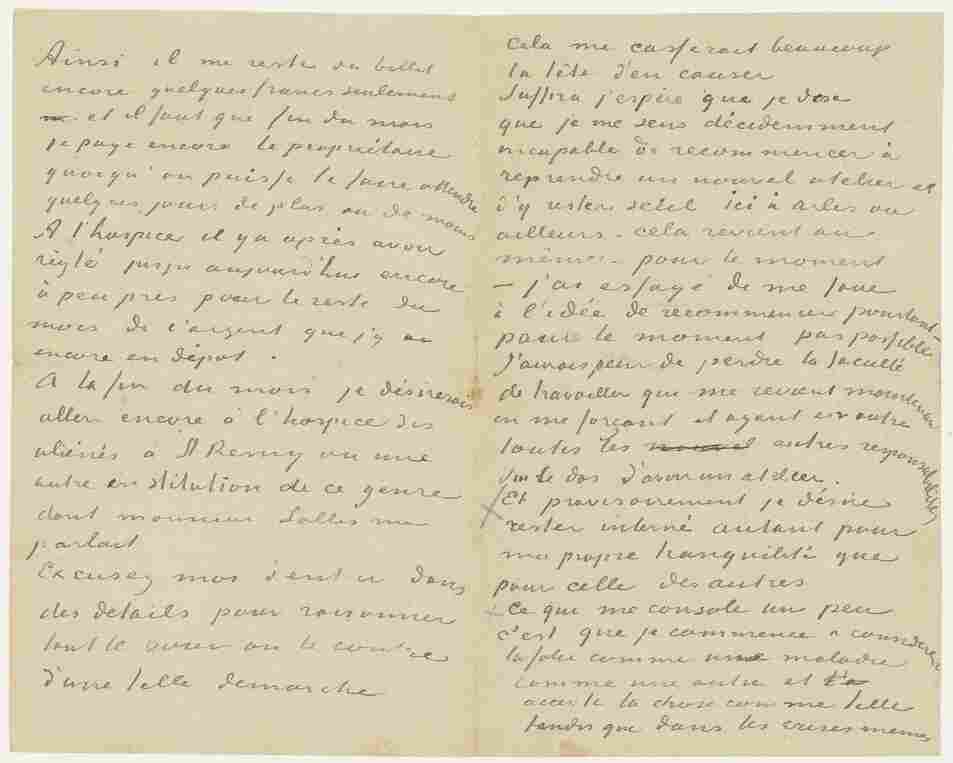 Ainsi il me reste du billet
encore quelques francs seulement
et il faut que fin du mois
je paye encore le propriétaire
quoiqu'on puisse le faire attendre
quelques jours de plus ou de moins
A l'hospice il y a après avoir
règlé jusqu'aujourd'hui encore
à peu près pour le reste du
mois de l'argent que j'y ai
encore en dépot.
A la fin du mois je désirerais
aller encore à l'hospice des
aliénés à St Remy ou une
autre institution de ce genre
dont monsieur Salles m'a
parlait
Excusez moi d'entrer dans
des details pour raisonner
tant le pour ou le contre
d'une telle demarche
Cela me casserait beaucoup
la tête d'en causer
Suffira j'espère que je dise
que je me sens décidemment
incapable de recommencer à
reprendre un nouvel atelier et
d'y rester seul ici à Arles ou
ailleurs - cela revient au
même - pour le moment
- j'ai essayé de me faire
à l'idée de recommencer pourtant
pour le moment pas possible
J'aurais peur de perdre la faculté
de travailler qui me revient maintenant
en me forçant et ayant en outre
toutes les autres responsabilités
sur le dos d'avoir un atelier.
Et provisoirement je désire
rester interné autant pour
ma propre tranquilité que
pour celle des autres
Ce qui me console un peu
c'est que je commence à considérer
la folie comme une maladie
comme une autre et
accepte la chose comme telle
tandis que dans les crises mêmes